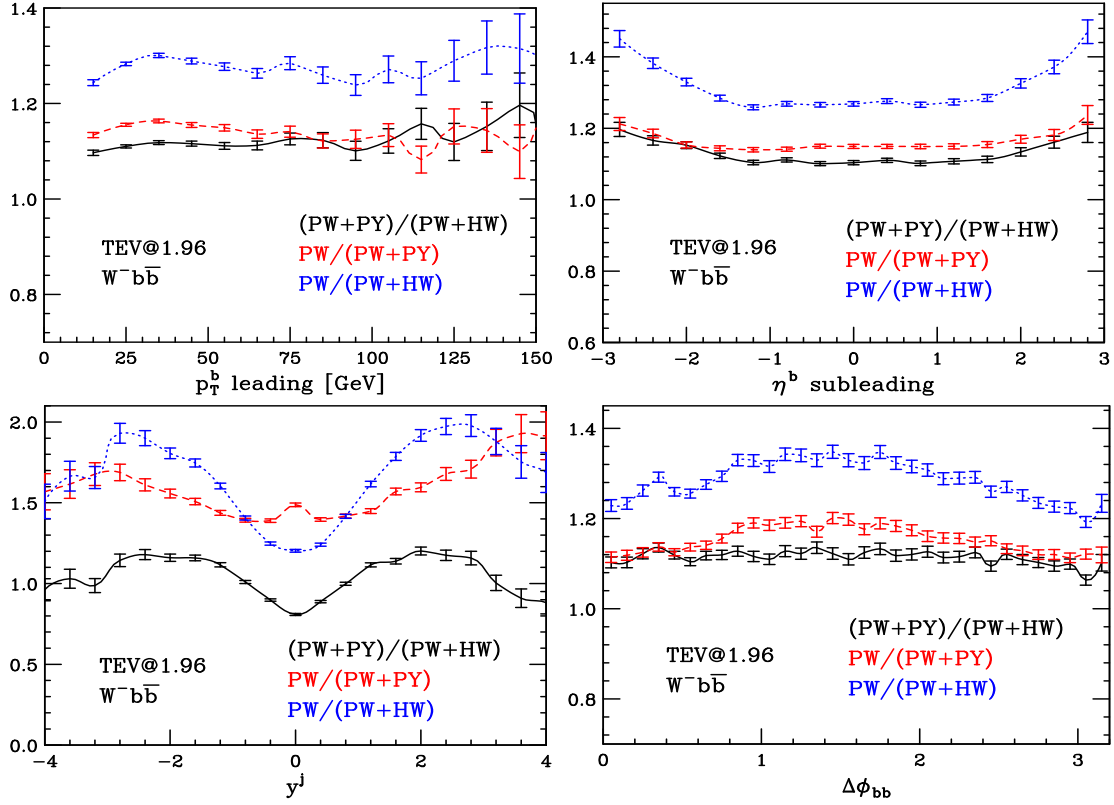 1.4
1.2
1.0
0.8
(PW+PY)/(PW+HW)
TEV@1.96
PW/(PW+PY)
W⁻bb̅
PW/(PW+HW)
0 25 50 75 100 125 150
p_T^b leading [GeV]
1.4
1.2
1.0
0.8
0.6
(PW+PY)/(PW+HW)
TEV@1.96
PW/(PW+PY)
W⁻bb̅
PW/(PW+HW)
−3 −2 −1 0 1 2 3
η^b subleading
2.0
1.5
1.0
0.5
0.0
(PW+PY)/(PW+HW)
TEV@1.96
PW/(PW+PY)
W⁻bb̅
PW/(PW+HW)
−4 −2 0 2 4
y^j
1.4
1.2
1.0
0.8
(PW+PY)/(PW+HW)
TEV@1.96
PW/(PW+PY)
W⁻bb̅
PW/(PW+HW)
0 1 2 3
Δϕ_bb